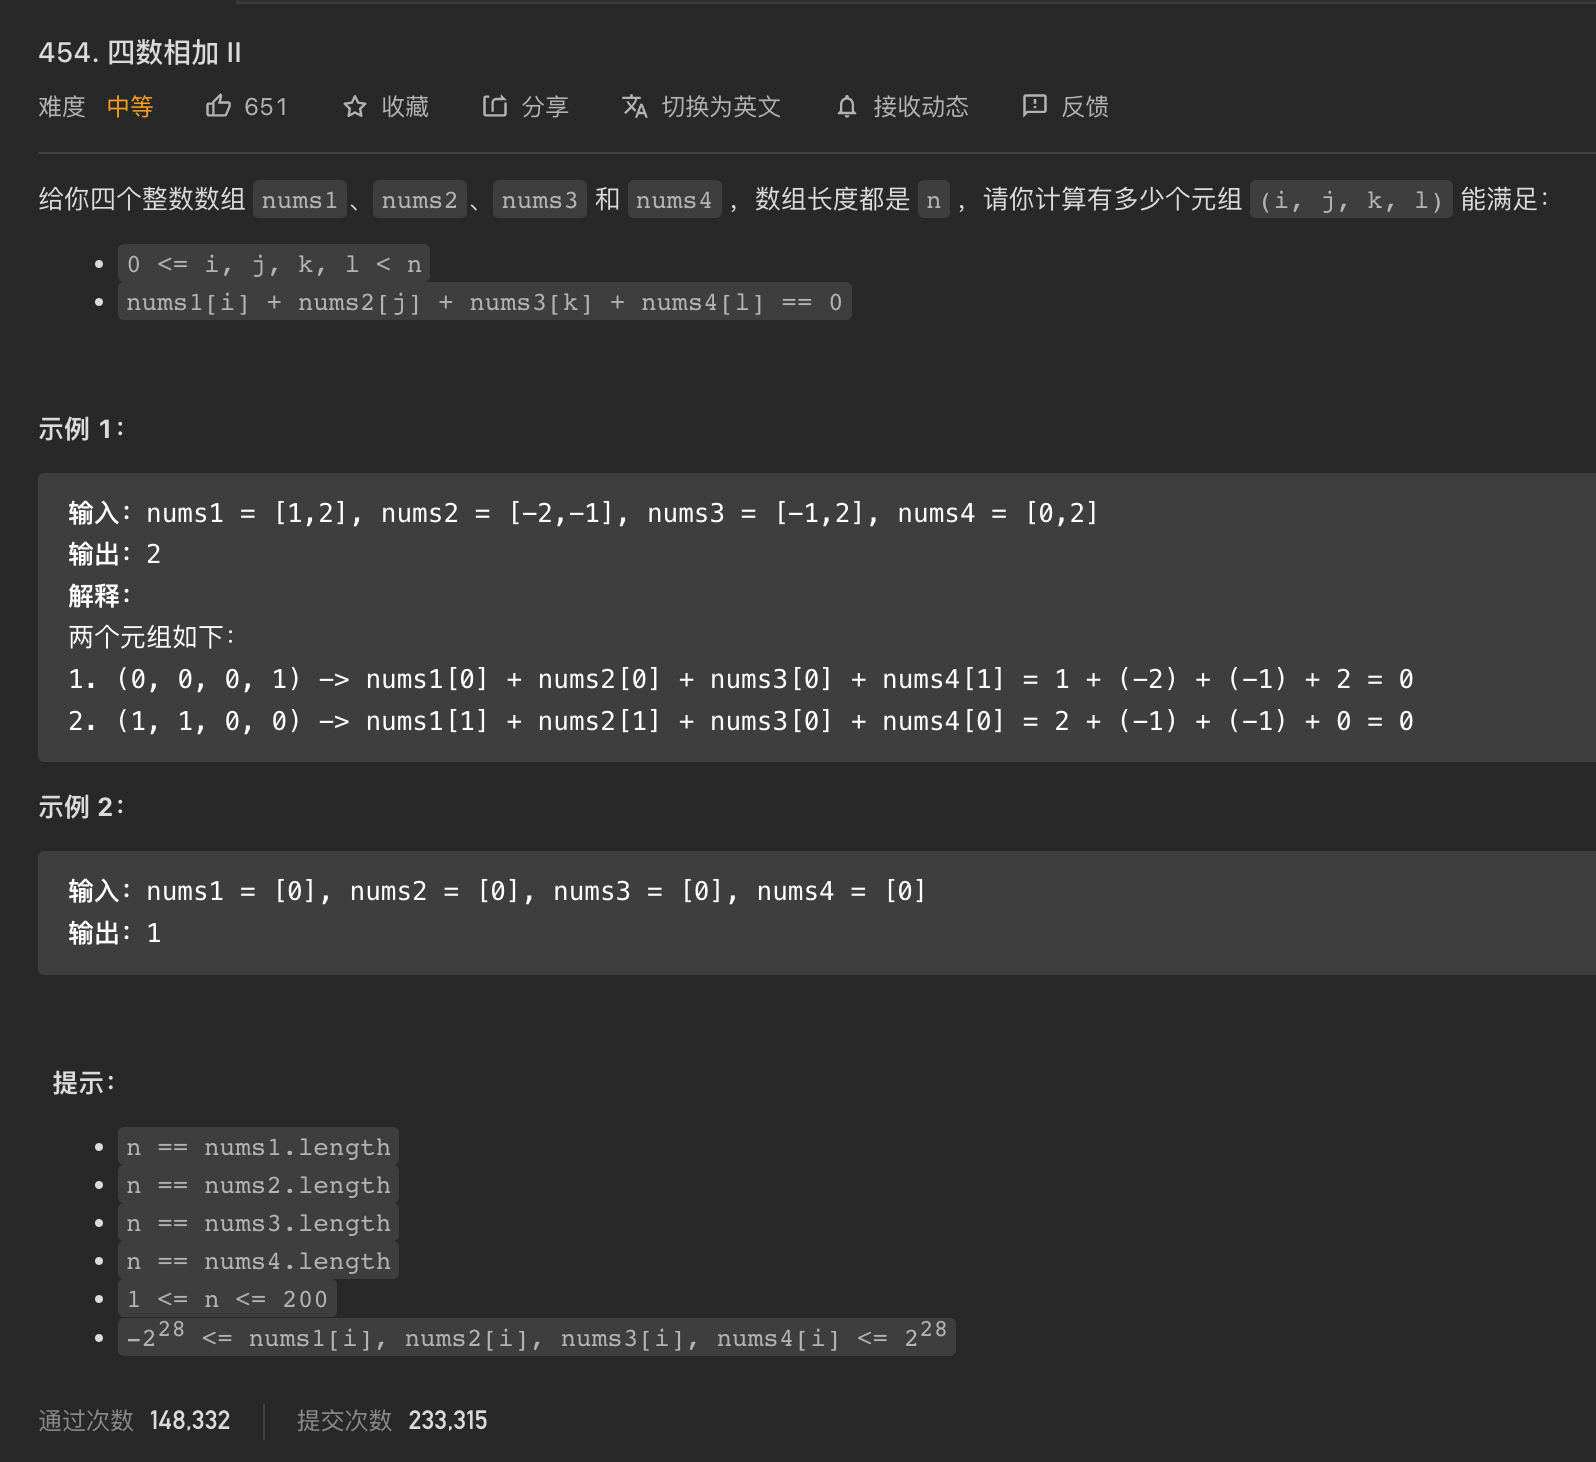 454. 四数相加 II
难度 中等 651 收藏 分享 切换为英文 接收动态 反馈
给你四个整数数组 nums1、nums2、nums3 和 nums4 ，数组长度都是 n ，请你计算有多少个元组 (i, j, k, l) 能满足：
0 <= i, j, k, l < n
nums1[i] + nums2[j] + nums3[k] + nums4[l] == 0
示例 1：
输入：nums1 = [1,2], nums2 = [-2,-1], nums3 = [-1,2], nums4 = [0,2]
输出：2
解释：
两个元组如下：
1. (0, 0, 0, 1) -> nums1[0] + nums2[0] + nums3[0] + nums4[1] = 1 + (-2) + (-1) + 2 = 0
2. (1, 1, 0, 0) -> nums1[1] + nums2[1] + nums3[0] + nums4[0] = 2 + (-1) + (-1) + 0 = 0
示例 2：
输入：nums1 = [0], nums2 = [0], nums3 = [0], nums4 = [0]
输出：1
提示：
n == nums1.length
n == nums2.length
n == nums3.length
n == nums4.length
1 <= n <= 200
-2²⁸ <= nums1[i], nums2[i], nums3[i], nums4[i] <= 2²⁸
通过次数 148,332 提交次数 233,315